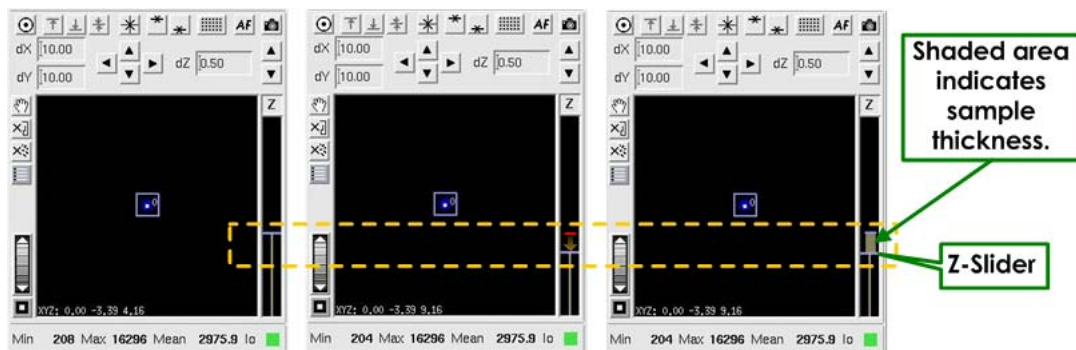 AF
dX 10.00
dY 10.00
dZ 0.50
Z
0
XYZ: 0.00 -3.39 4.16
Min 208 Max 16296 Mean 2975.9 Io
AF
dX 10.00
dY 10.00
dZ 0.50
Z
0
XYZ: 0.00 -3.39 9.16
Min 204 Max 16296 Mean 2975.9 Io
AF
dX 10.00
dY 10.00
dZ 0.50
Z
0
XYZ: 0.00 -3.39 9.16
Min 204 Max 16296 Mean 2975.9 Io
Shaded area
indicates
sample
thickness.
Z-Slider